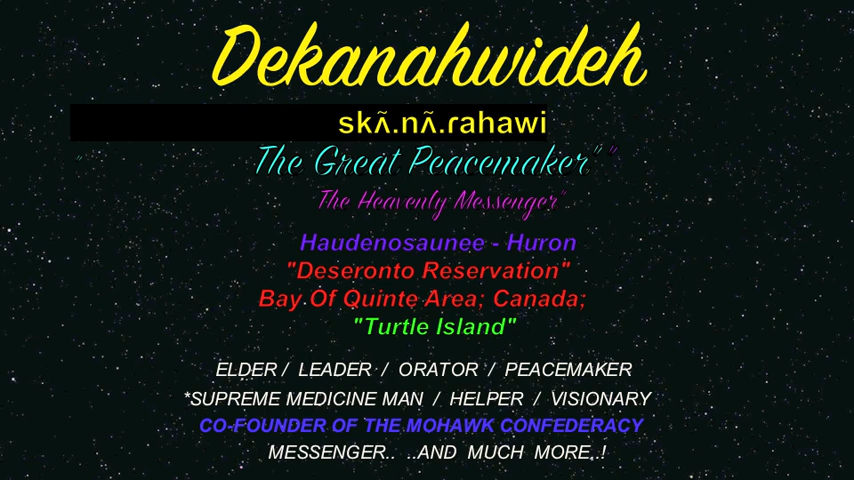 Dekanahwideh
skʌ̃.nʌ̃.ɾahawi
" The Great Peacemaker" "
The Heavenly Messenger"
Haudenosaunee - Huron
"Deseronto Reservation"
Bay Of Quinte Area; Canada;
"Turtle Island"
ELDER / LEADER / ORATOR / PEACEMAKER
*SUPREME MEDICINE MAN / HELPER / VISIONARY
CO-FOUNDER OF THE MOHAWK CONFEDERACY
MESSENGER.. ..AND MUCH MORE..!